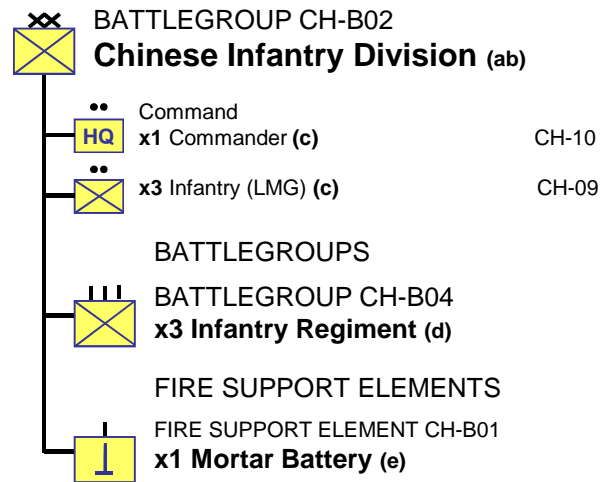 BATTLEGROUP CH-B02
Chinese Infantry Division (ab)
Command
HQ x1 Commander (c) CH-10
x3 Infantry (LMG) (c) CH-09
BATTLEGROUPS
BATTLEGROUP CH-B04
x3 Infantry Regiment (d)
FIRE SUPPORT ELEMENTS
FIRE SUPPORT ELEMENT CH-B01
x1 Mortar Battery (e)